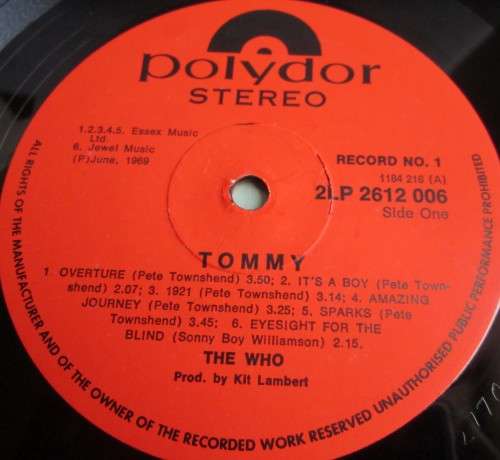 polydor
STEREO
1.2.3.4.5. Essex Music
Ltd.
6. Jewel Music
(P)June, 1969
RECORD NO. 1
1184 216 (A)
2LP 2612 006
Side One
TOMMY
1. OVERTURE (Pete Townshend) 3.50; 2. IT'S A BOY (Pete Town-
shend) 2.07; 3. 1921 (Pete Townshend) 3.14; 4. AMAZING
JOURNEY (Pete Townshend) 3.25; 5. SPARKS (Pete
Townshend) 3.45; 6. EYESIGHT FOR THE
BLIND (Sonny Boy Williamson) 2.15.
THE WHO
Prod. by Kit Lambert
ALL RIGHTS OF THE MANUFACTURER AND OF THE OWNER OF THE RECORDED WORK RESERVED UNAUTHORISED PUBLIC PERFORMANCE PROHIBITED